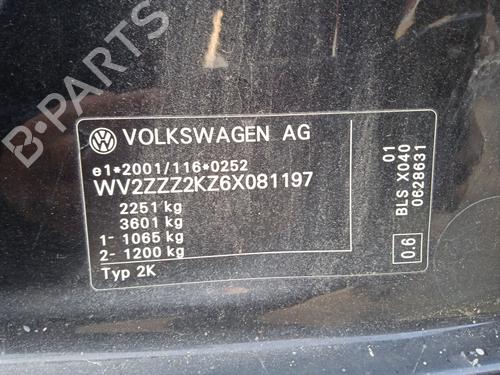 VOLKSWAGEN AG
e1*2001/116*0252
WV2ZZZ2KZ6X081197
2251 kg
3601 kg
1- 1065 kg
2- 1200 kg
Typ 2K
01
BLS X040
0628631
0.6
B-PARTS